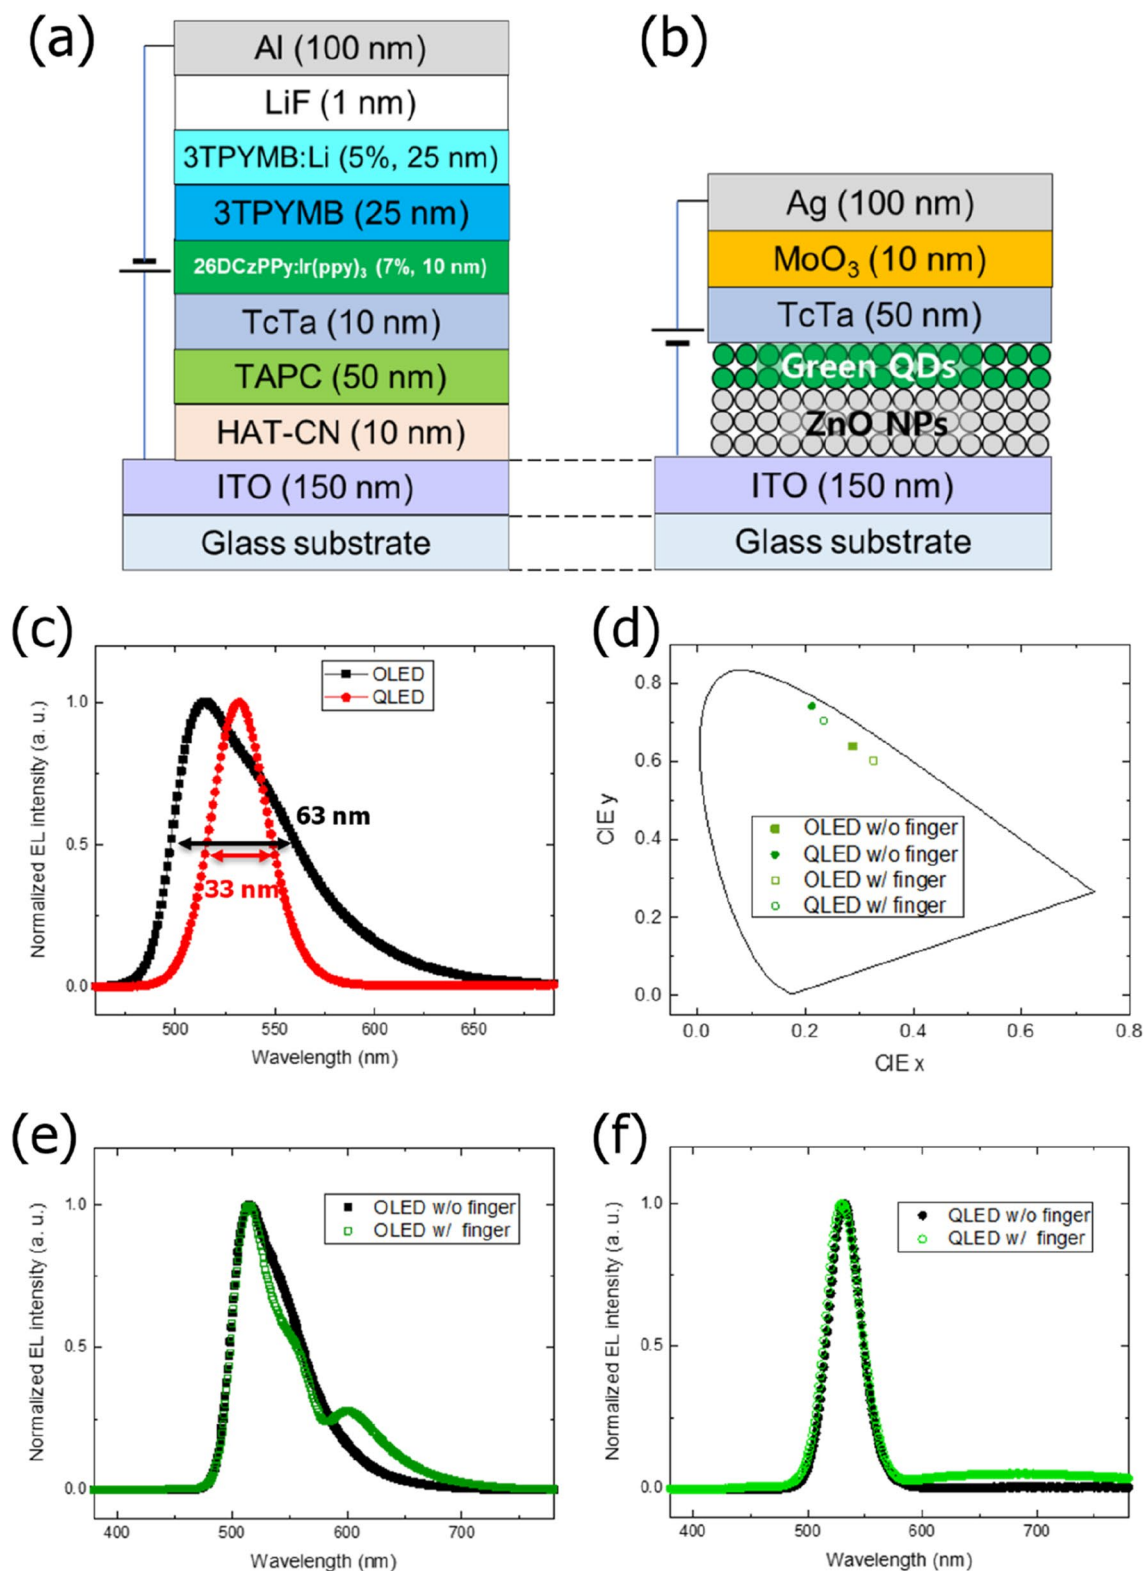 (a)
Al (100 nm)
LiF (1 nm)
3TPYMB:Li (5%, 25 nm)
3TPYMB (25 nm)
26DCzPPy:Ir(ppy)₃ (7%, 10 nm)
TcTa (10 nm)
TAPC (50 nm)
HAT-CN (10 nm)
ITO (150 nm)
Glass substrate
(b)
Ag (100 nm)
MoO₃ (10 nm)
TcTa (50 nm)
Green QDs
ZnO NPs
ITO (150 nm)
Glass substrate
(c)
OLED
QLED
1.0
0.5
0.0
63 nm
33 nm
Normalized EL intensity (a. u.)
500
550
600
650
Wavelength (nm)
(d)
0.8
0.6
0.4
0.2
0.0
CIE y
OLED w/o finger
QLED w/o finger
OLED w/ finger
QLED w/ finger
0.0
0.2
0.4
0.6
0.8
CIE x
(e)
OLED w/o finger
OLED w/ finger
1.0
0.5
0.0
Normalized EL intensity (a. u.)
400
500
600
700
Wavelength (nm)
(f)
QLED w/o finger
QLED w/ finger
1.0
0.5
0.0
Normalized EL intensity (a. u.)
400
500
600
700
Wavelength (nm)